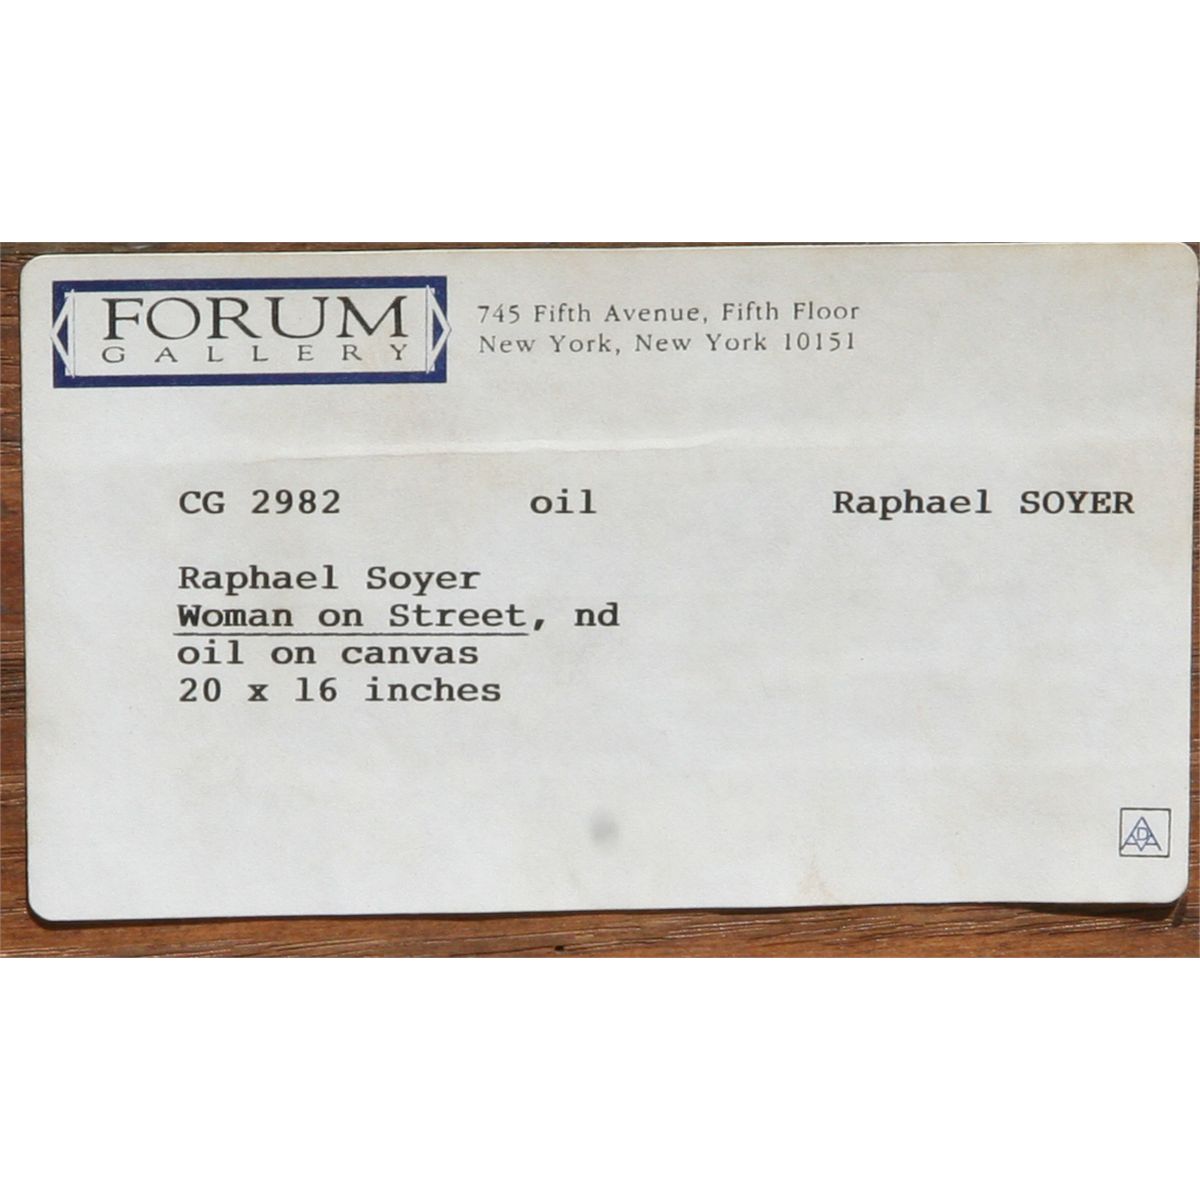 FORUM
GALLERY
745 Fifth Avenue, Fifth Floor
New York, New York 10151
CG 2982 oil Raphael SOYER
Raphael Soyer
Woman on Street, nd
oil on canvas
20 x 16 inches
ADA